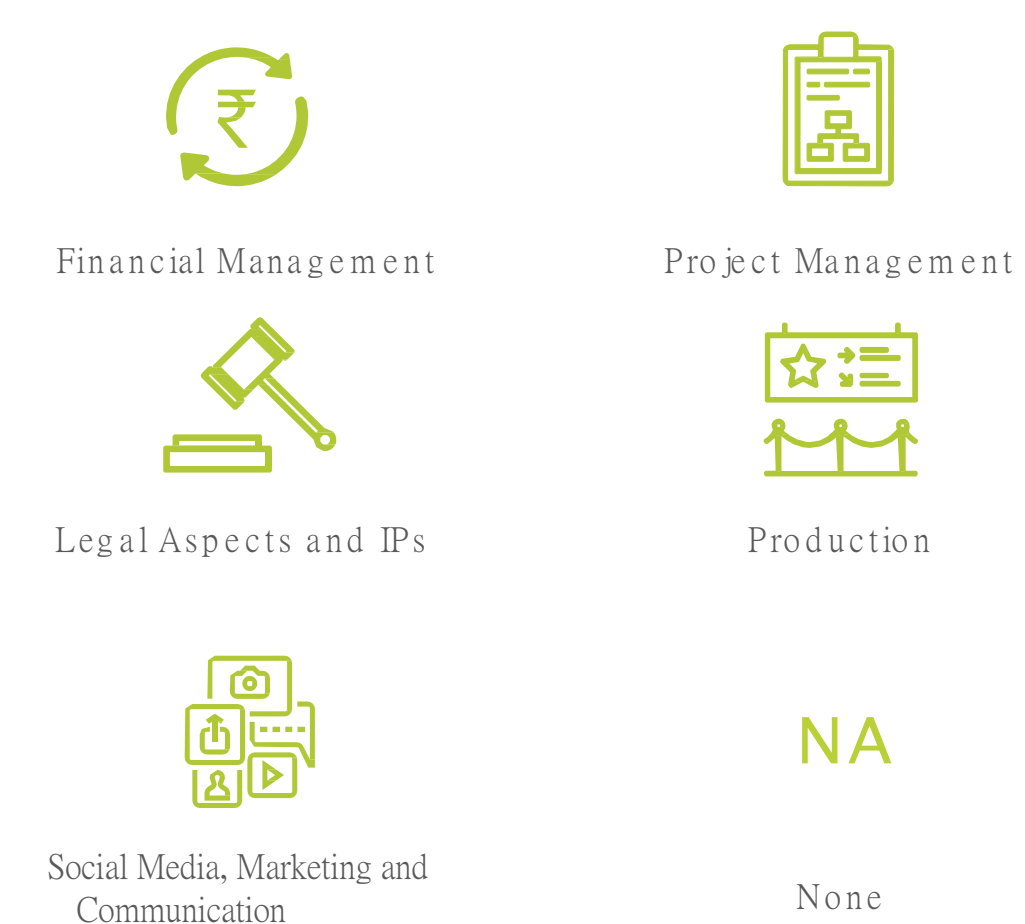 ₹
Financial Management
Project Management
Legal Aspects and IPs
Production
NA
Social Media, Marketing and
Communication
None